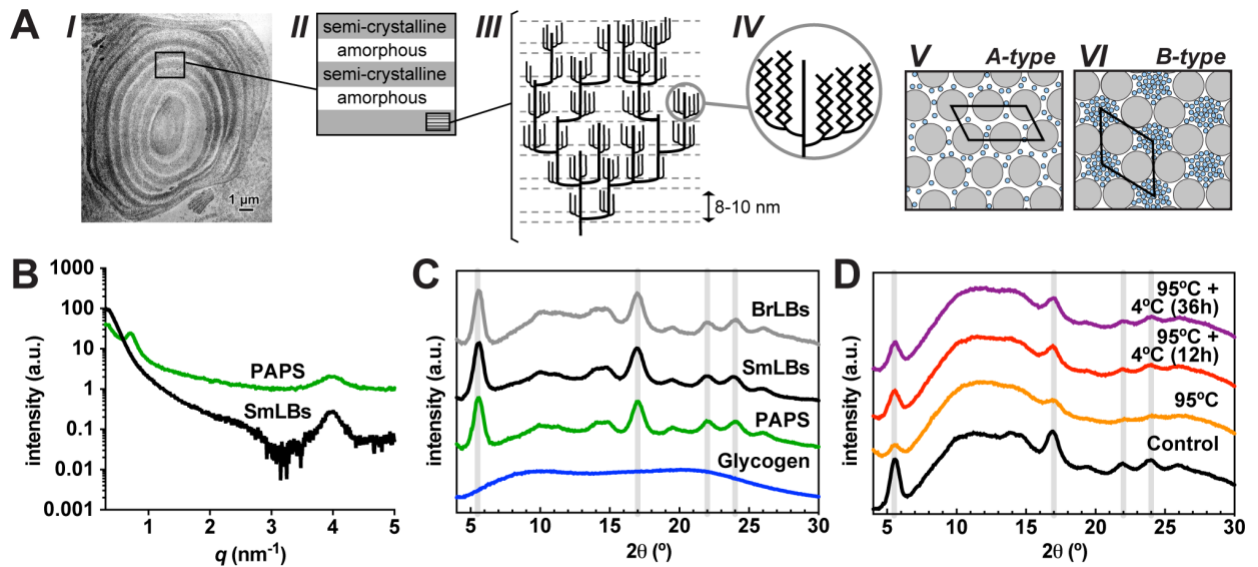 A
I
II
III
IV
V A-type
VI B-type
semi-crystalline
amorphous
semi-crystalline
amorphous
1 µm
8-10 nm
B
1000
100
10
1
0.1
0.01
0.001
intensity (a.u.)
PAPS
SmLBs
1 2 3 4 5
q (nm-1)
C
intensity (a.u.)
BrLBs
SmLBs
PAPS
Glycogen
5 10 15 20 25 30
2θ (º)
D
intensity (a.u.)
95ºC +
4ºC (36h)
95ºC +
4ºC (12h)
95ºC
Control
5 10 15 20 25 30
2θ (º)